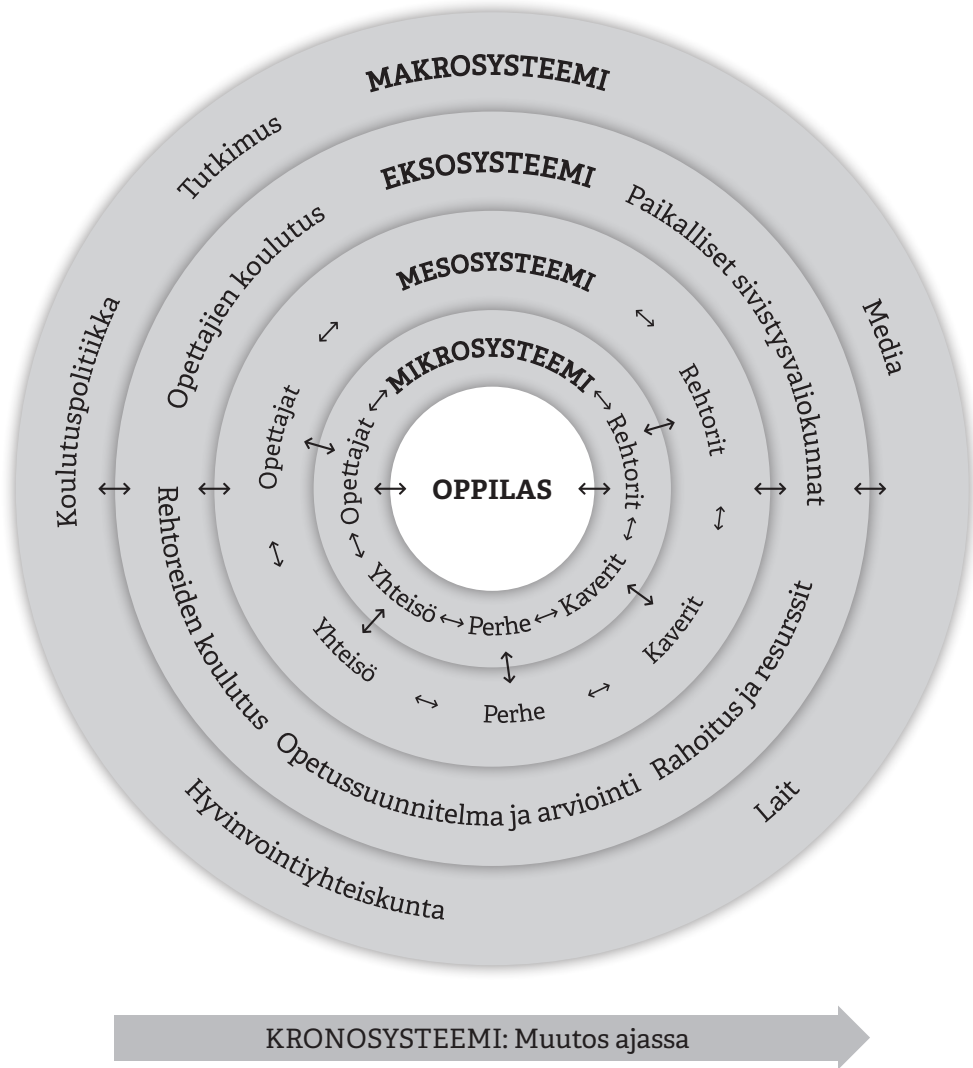 MAKROSYSTEEMI
Tutkimus
Koulutuspolitiikka
Media
Hyvinvointiyhteiskunta
Lait
EKSOSYSTEEMI
Opettajien koulutus
Paikalliset sivistysvaliokunnat
Rehtoreiden koulutus
Opetussuunnitelma ja arviointi
Rahoitus ja resurssit
MESOSYSTEEMI
Opettajat
Rehtorit
Yhteisö
Perhe
Kaverit
MIKROSYSTEEMI
Opettajat
Rehtorit
Yhteisö
Perhe
Kaverit
OPPILAS
KRONOSYSTEEMI: Muutos ajassa